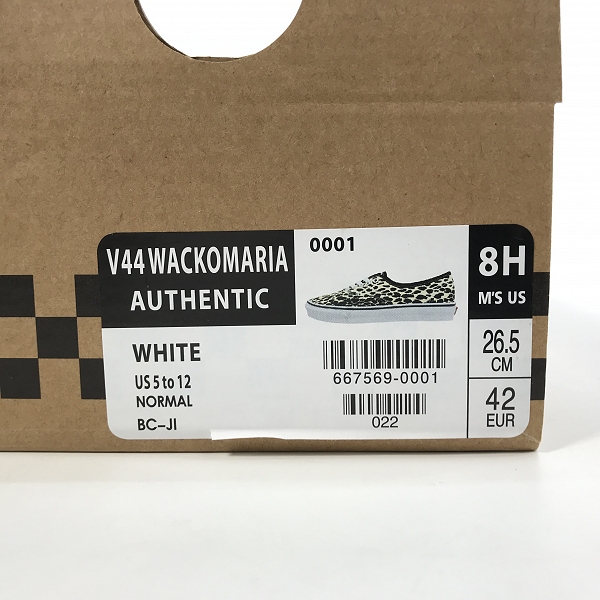 V44 WACKOMARIA
AUTHENTIC
WHITE
US 5 to 12
NORMAL
BC-JI
0001
667569-0001
022
8H
M'S US
26.5
CM
42
EUR